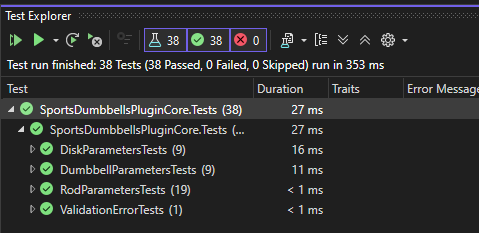 Test Explorer
38 38 0
Test run finished: 38 Tests (38 Passed, 0 Failed, 0 Skipped) run in 353 ms
Test Duration Traits Error Message
SportsDumbbellsPluginCore.Tests (38) 27 ms
SportsDumbbellsPluginCore.Tests (... 27 ms
DiskParametersTests (9) 16 ms
DumbbellParametersTests (9) 11 ms
RodParametersTests (19) < 1 ms
ValidationErrorTests (1) < 1 ms